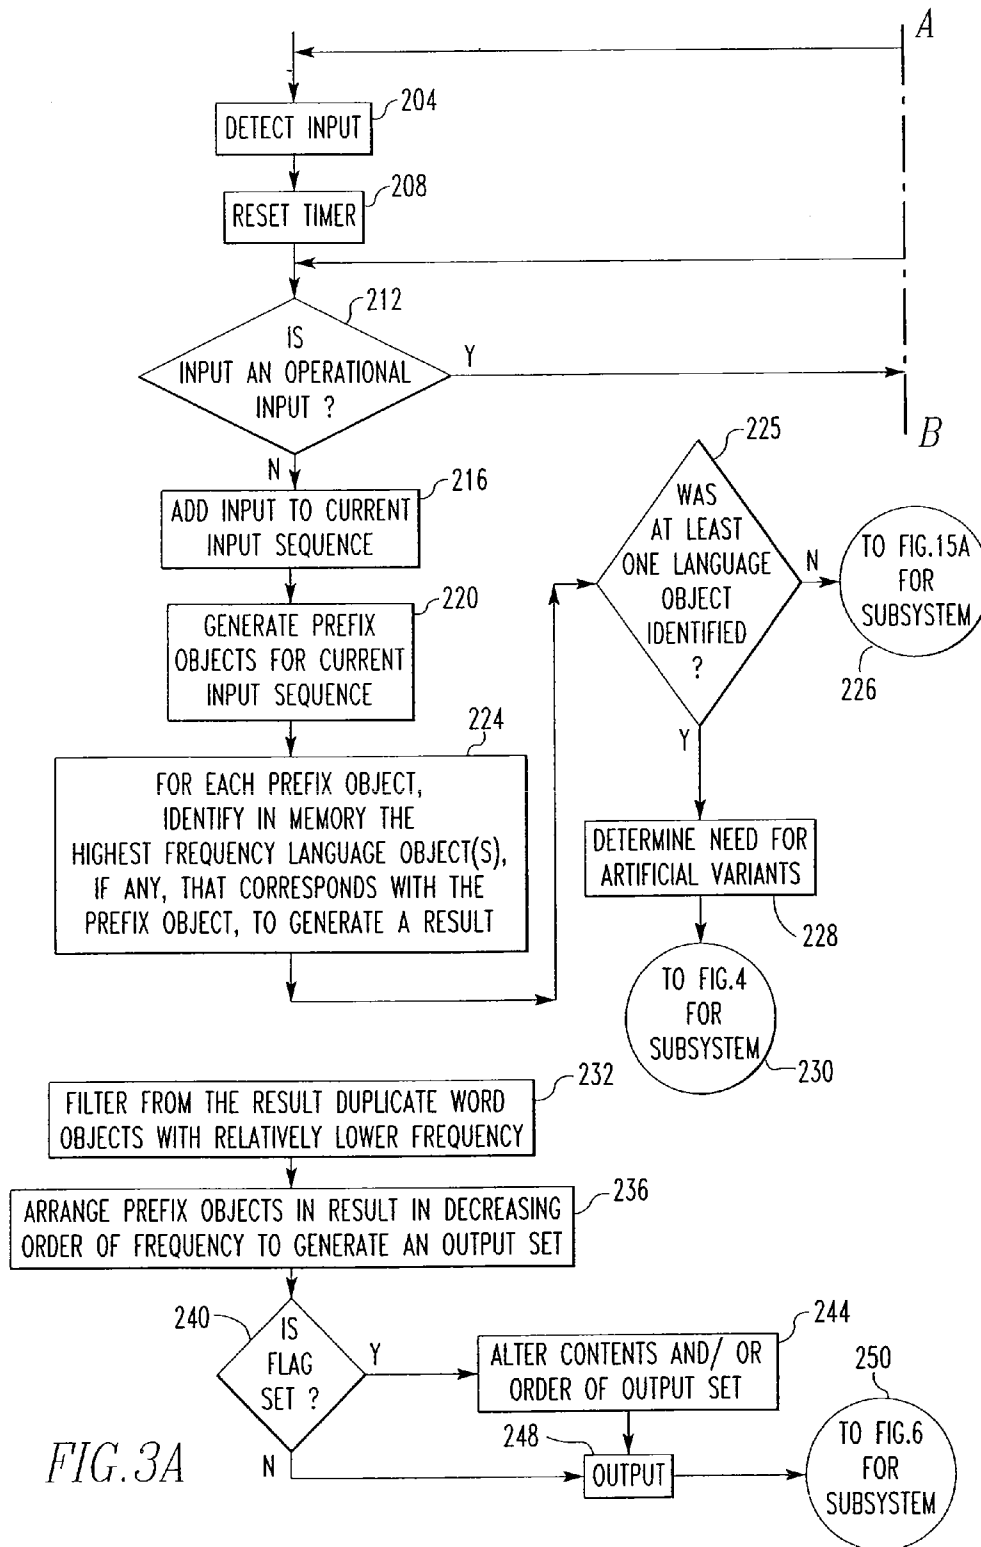 A
204
DETECT INPUT
208
RESET TIMER
212
IS
INPUT AN OPERATIONAL
INPUT ?
Y
B
N
216
ADD INPUT TO CURRENT
INPUT SEQUENCE
220
GENERATE PREFIX
OBJECTS FOR CURRENT
INPUT SEQUENCE
224
FOR EACH PREFIX OBJECT,
IDENTIFY IN MEMORY THE
HIGHEST FREQUENCY LANGUAGE OBJECT(S),
IF ANY, THAT CORRESPONDS WITH THE
PREFIX OBJECT, TO GENERATE A RESULT
225
WAS
AT LEAST
ONE LANGUAGE
OBJECT
IDENTIFIED
?
N
TO FIG.15A
FOR
SUBSYSTEM
226
Y
DETERMINE NEED FOR
ARTIFICIAL VARIANTS
228
TO FIG.4
FOR
SUBSYSTEM
230
232
FILTER FROM THE RESULT DUPLICATE WORD
OBJECTS WITH RELATIVELY LOWER FREQUENCY
236
ARRANGE PREFIX OBJECTS IN RESULT IN DECREASING
ORDER OF FREQUENCY TO GENERATE AN OUTPUT SET
240
IS
FLAG
SET ?
Y
244
ALTER CONTENTS AND/ OR
ORDER OF OUTPUT SET
N
248
OUTPUT
250
TO FIG.6
FOR
SUBSYSTEM
FIG.3A